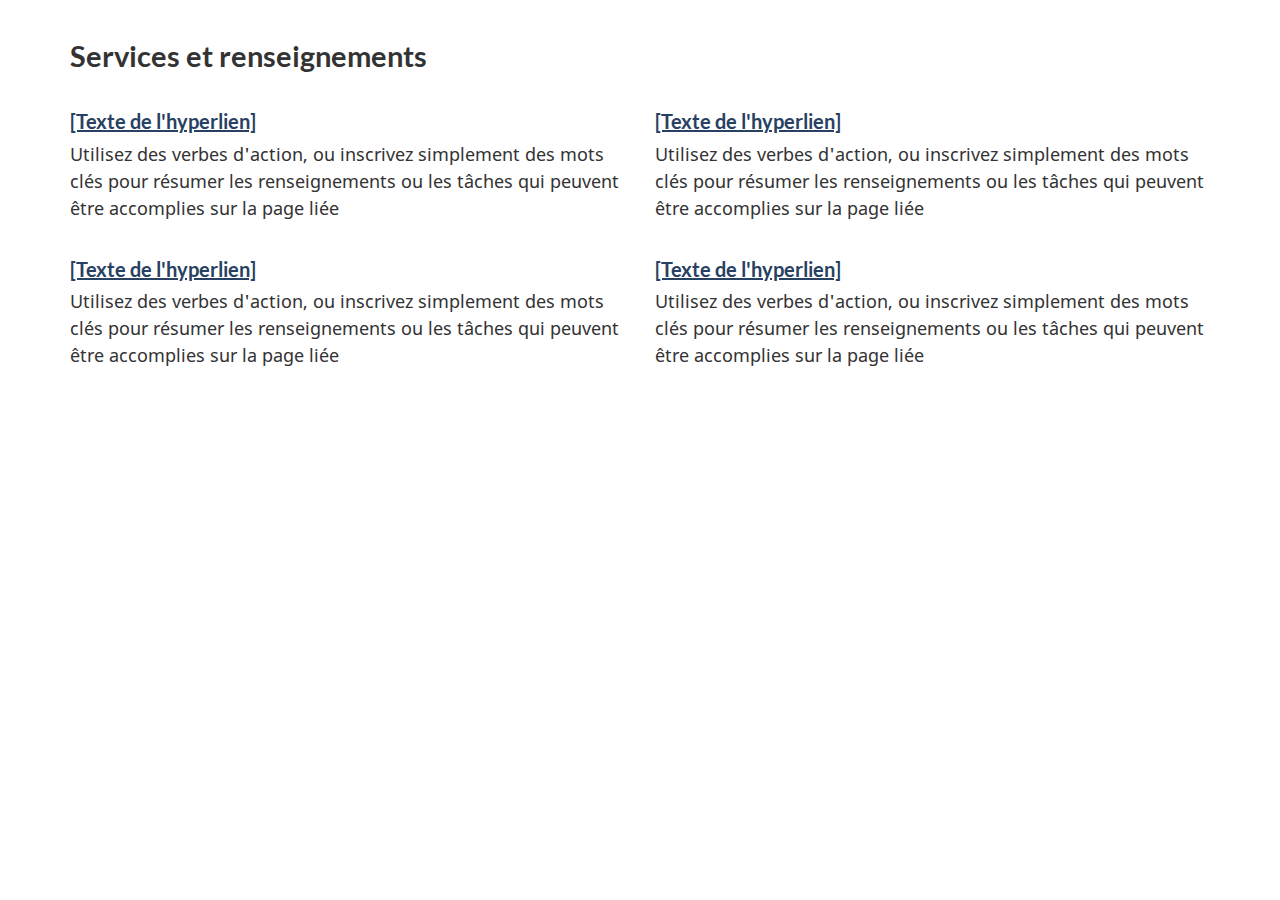 Services et renseignements
[Texte de l'hyperlien]
Utilisez des verbes d'action, ou inscrivez simplement des mots
clés pour résumer les renseignements ou les tâches qui peuvent
être accomplies sur la page liée
[Texte de l'hyperlien]
Utilisez des verbes d'action, ou inscrivez simplement des mots
clés pour résumer les renseignements ou les tâches qui peuvent
être accomplies sur la page liée
[Texte de l'hyperlien]
Utilisez des verbes d'action, ou inscrivez simplement des mots
clés pour résumer les renseignements ou les tâches qui peuvent
être accomplies sur la page liée
[Texte de l'hyperlien]
Utilisez des verbes d'action, ou inscrivez simplement des mots
clés pour résumer les renseignements ou les tâches qui peuvent
être accomplies sur la page liée